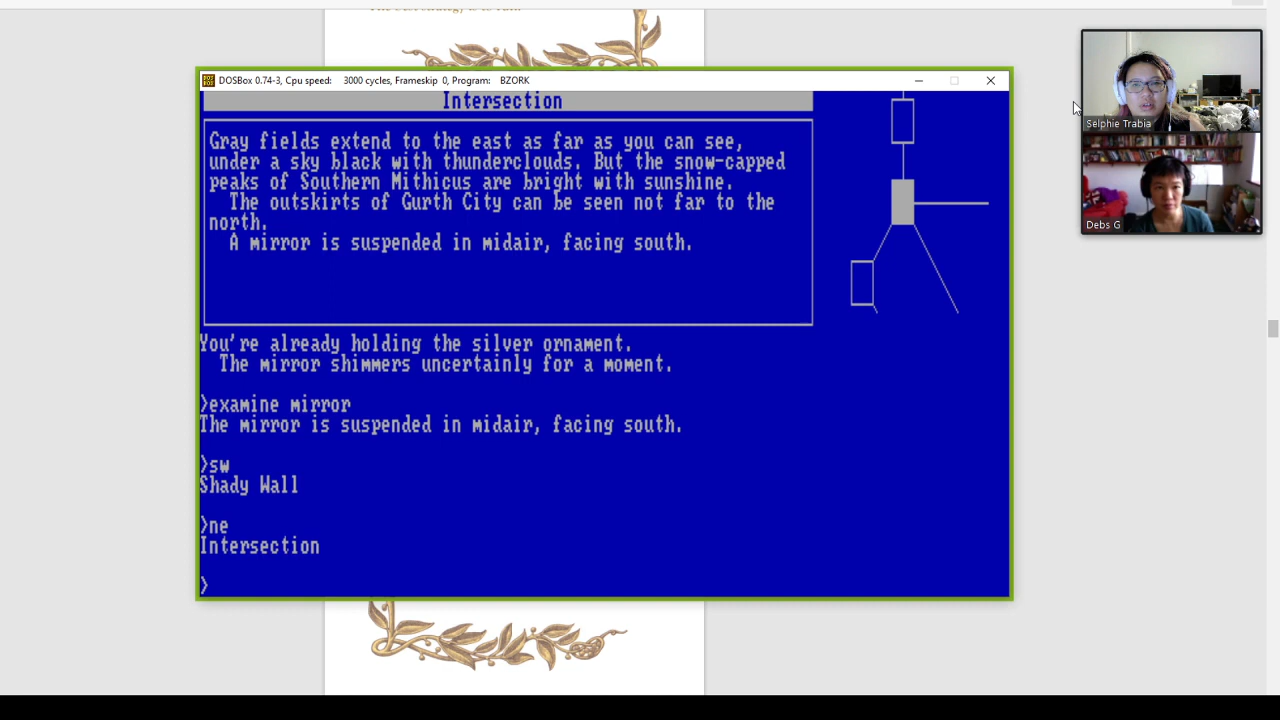 DOSBox 0.74-3, Cpu speed: 3000 cycles, Frameskip 0, Program: BZORK
Intersection
Gray fields extend to the east as far as you can see,
under a sky black with thunderclouds. But the snow-capped
peaks of Southern Mithicus are bright with sunshine.
The outskirts of Gurth City can be seen not far to the
north.
A mirror is suspended in midair, facing south.
You're already holding the silver ornament.
The mirror shimmers uncertainly for a moment.
>examine mirror
The mirror is suspended in midair, facing south.
>sw
Shady Wall
>ne
Intersection
>
Selphie Trabia
Debs G